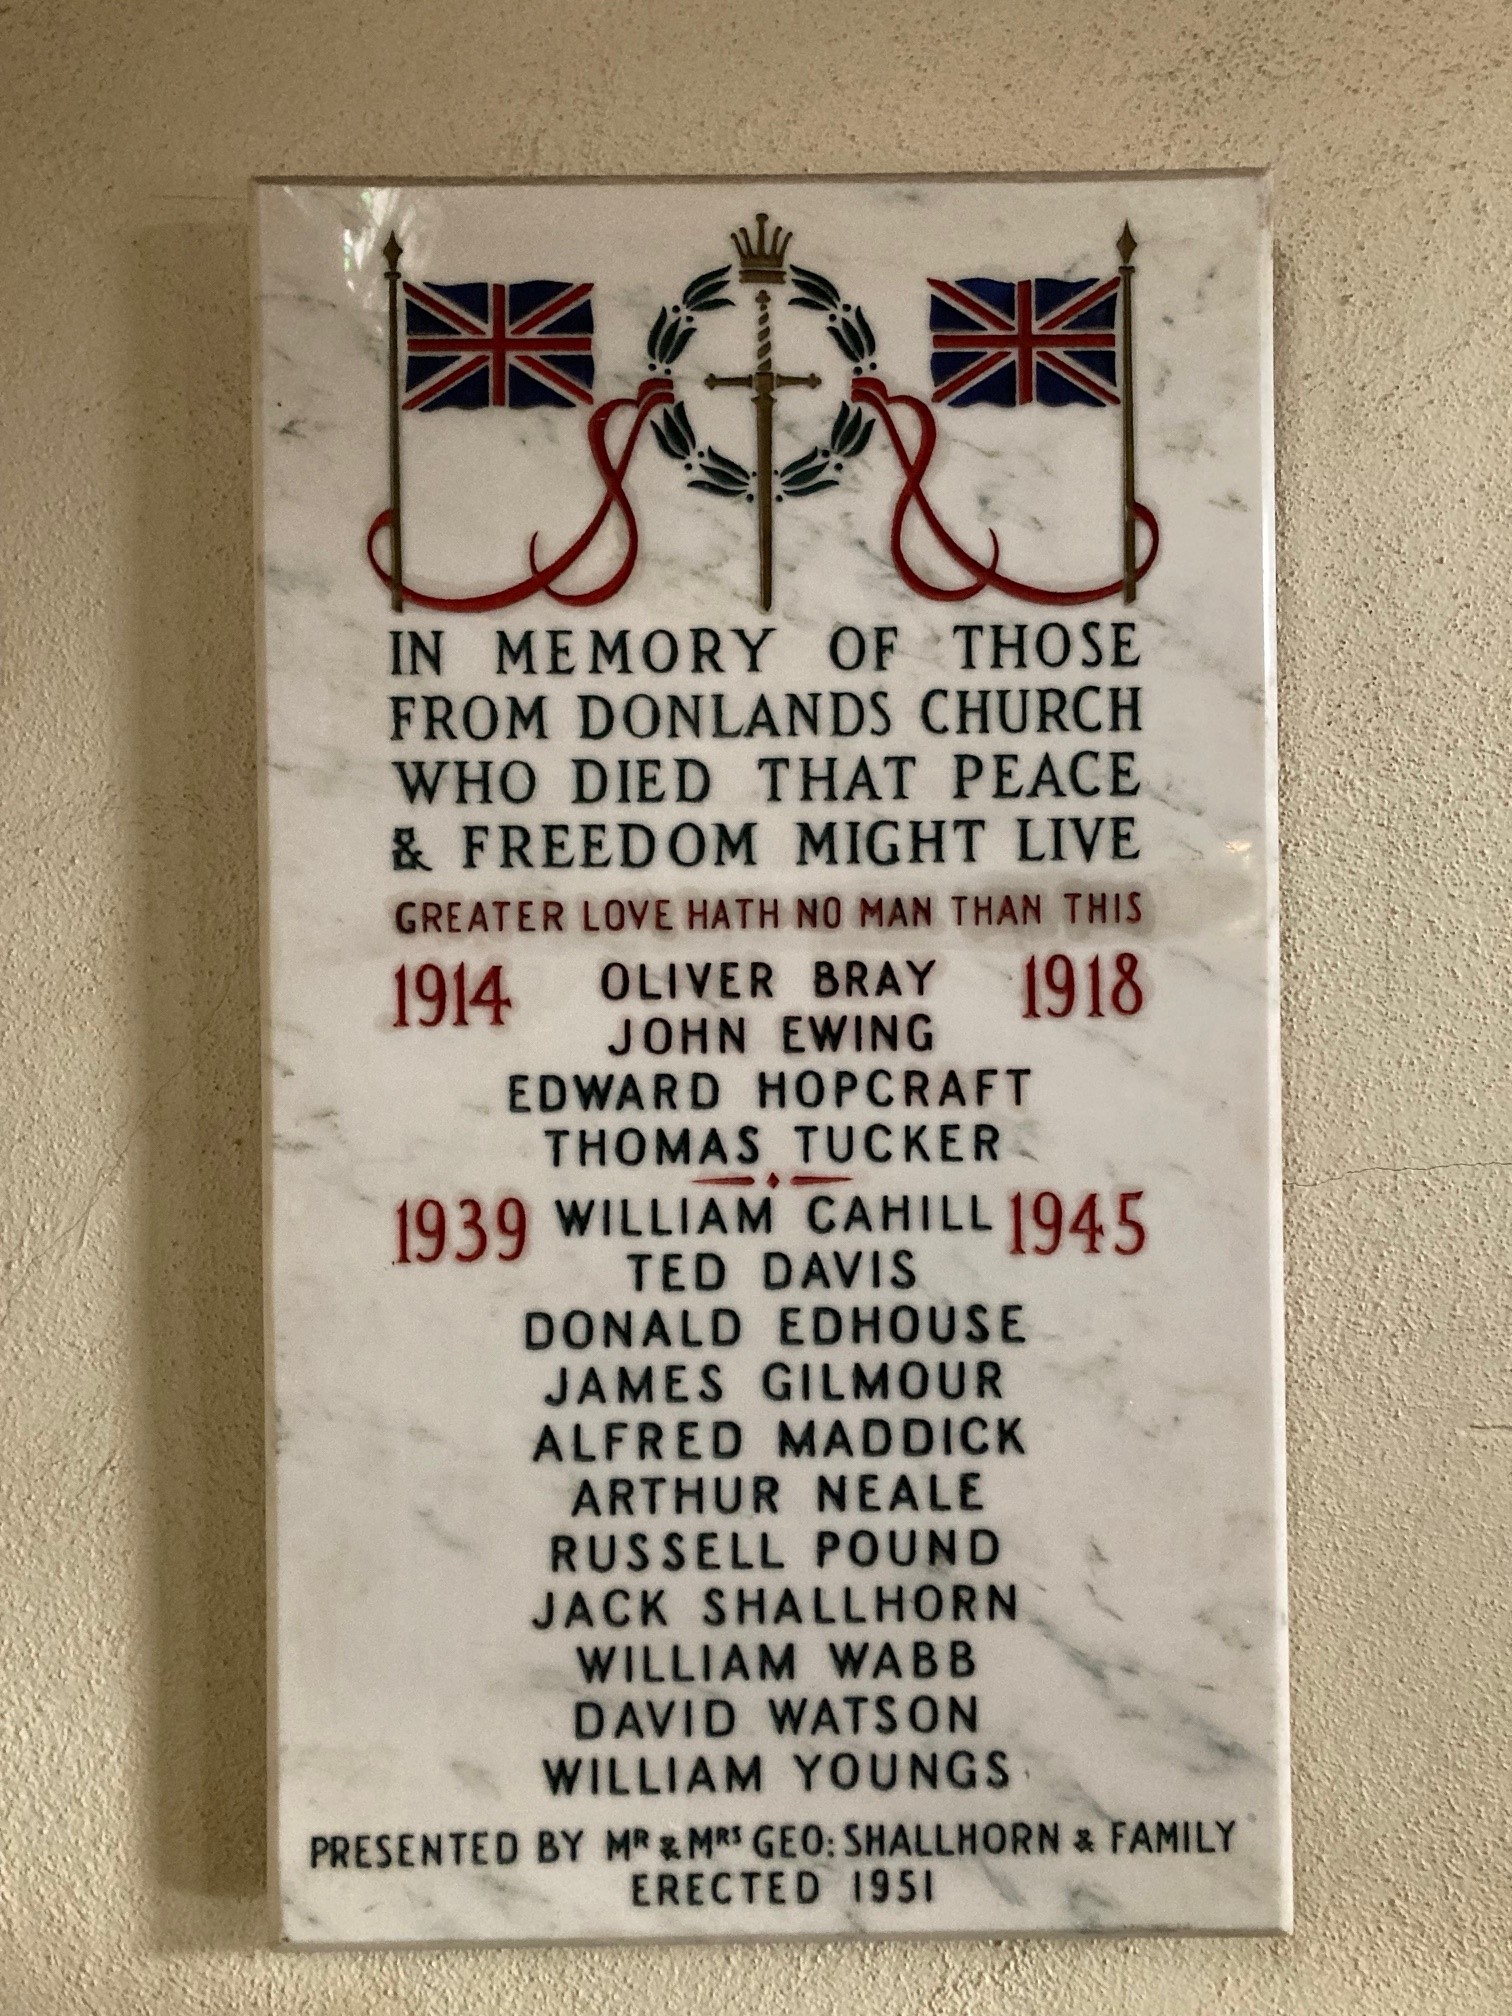 IN MEMORY OF THOSE
FROM DONLANDS CHURCH
WHO DIED THAT PEACE
& FREEDOM MIGHT LIVE
GREATER LOVE HATH NO MAN THAN THIS
1914 OLIVER BRAY 1918
JOHN EWING
EDWARD HOPCRAFT
THOMAS TUCKER
1939 WILLIAM CAHILL 1945
TED DAVIS
DONALD EDHOUSE
JAMES GILMOUR
ALFRED MADDICK
ARTHUR NEALE
RUSSELL POUND
JACK SHALLHORN
WILLIAM WABB
DAVID WATSON
WILLIAM YOUNGS
PRESENTED BY MR & MRS GEO: SHALLHORN & FAMILY
ERECTED 1951